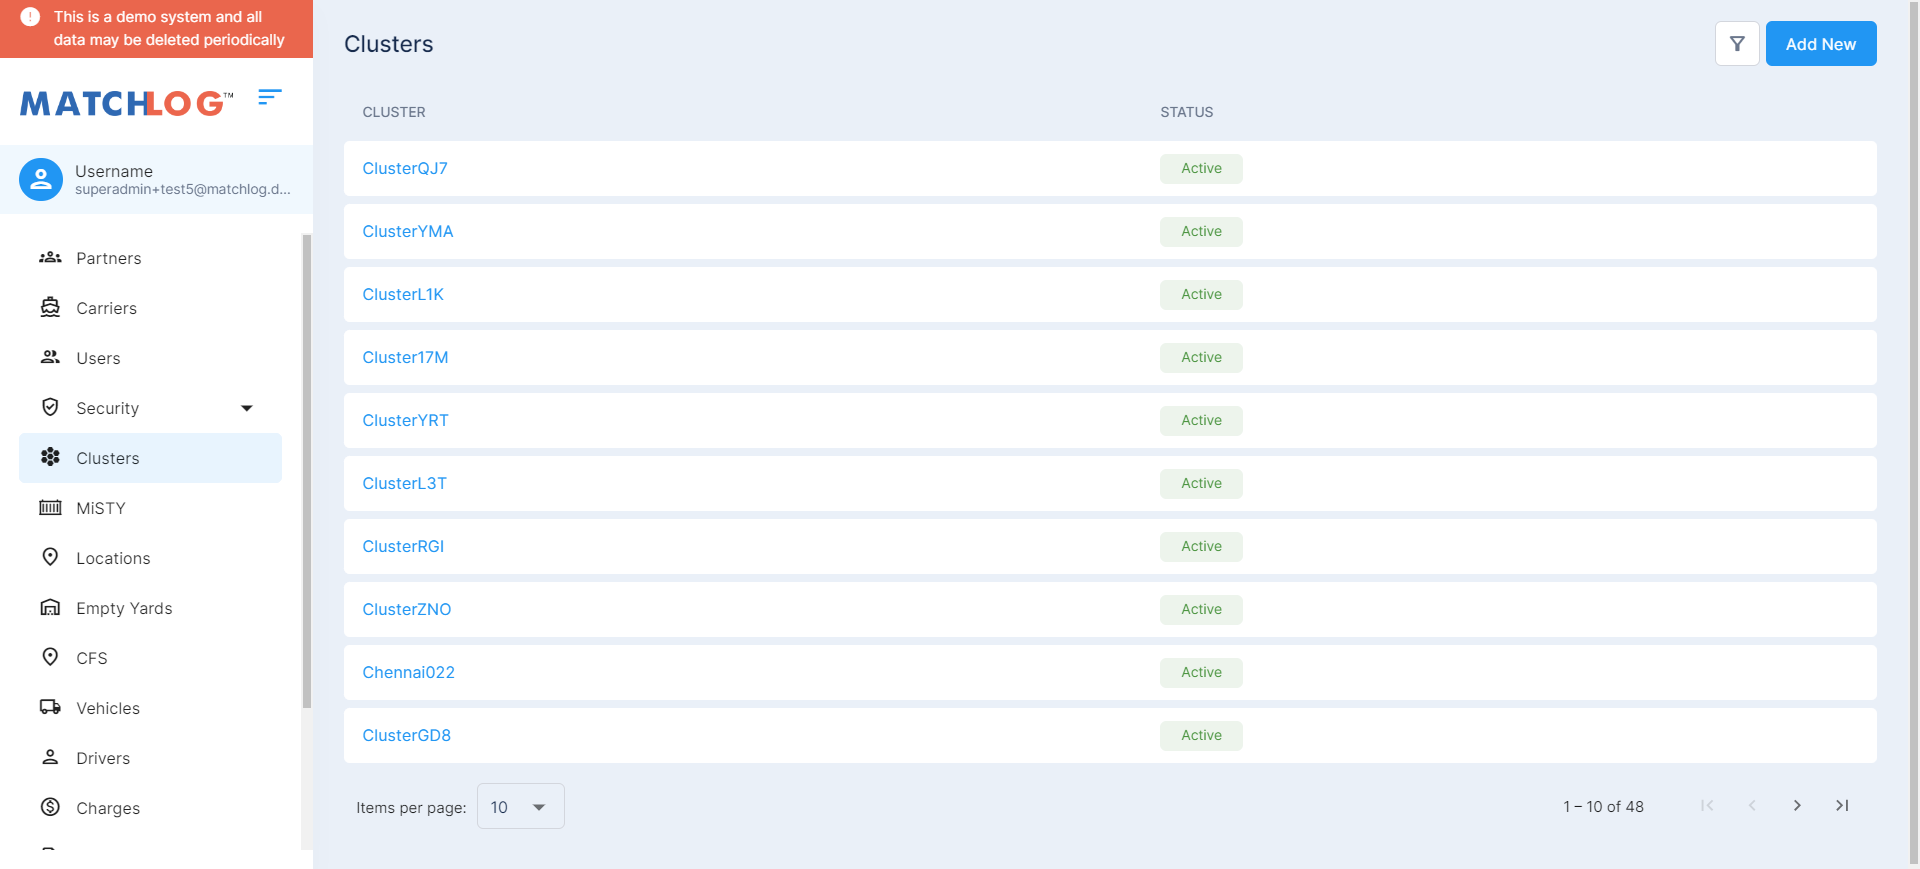 This is a demo system and all
data may be deleted periodically
MATCHLOG™
Username
superadmin+test5@matchlog.d...
Partners
Carriers
Users
Security
Clusters
MiSTY
Locations
Empty Yards
CFS
Vehicles
Drivers
Charges
Clusters
Add New
CLUSTER STATUS
ClusterQJ7 Active
ClusterYMA Active
ClusterL1K Active
Cluster17M Active
ClusterYRT Active
ClusterL3T Active
ClusterRGI Active
ClusterZNO Active
Chennai022 Active
ClusterGD8 Active
Items per page: 10 1 – 10 of 48